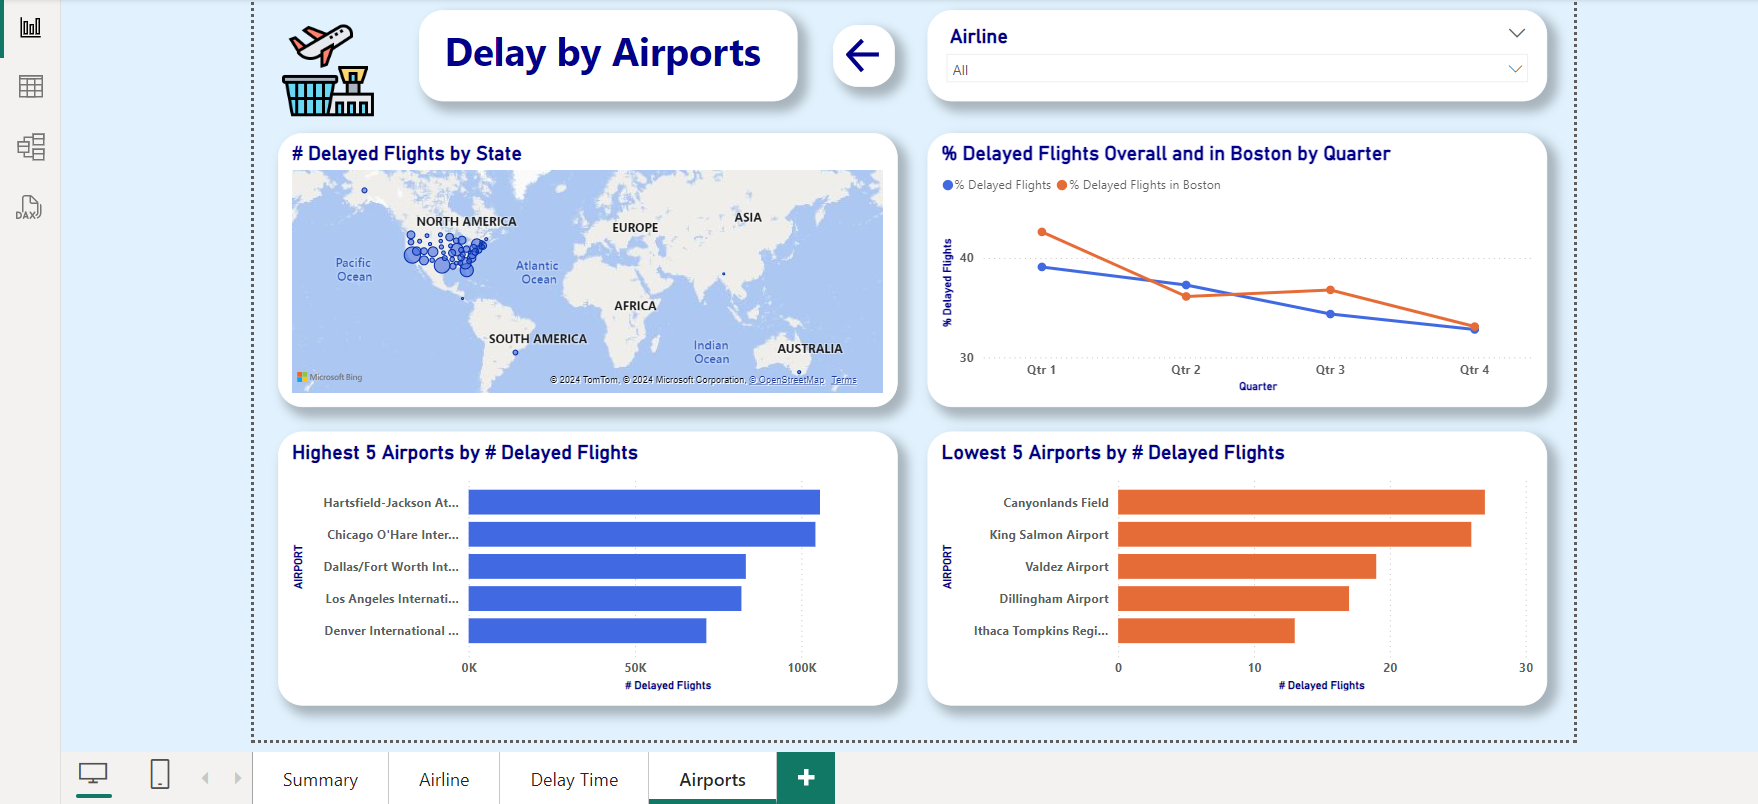 Delay by Airports
Airline
All
# Delayed Flights by State
NORTH AMERICA
EUROPE
ASIA
Pacific
Ocean
Atlantic
Ocean
AFRICA
SOUTH AMERICA
Indian
Ocean
AUSTRALIA
Microsoft Bing
© 2024 TomTom, © 2024 Microsoft Corporation, © OpenStreetMap Terms
% Delayed Flights Overall and in Boston by Quarter
% Delayed Flights % Delayed Flights in Boston
% Delayed Flights
40
30
Qtr 1 Qtr 2 Qtr 3 Qtr 4
Quarter
Highest 5 Airports by # Delayed Flights
AIRPORT
Hartsfield-Jackson At...
Chicago O'Hare Inter...
Dallas/Fort Worth Int...
Los Angeles Internati...
Denver International ...
0K 50K 100K
# Delayed Flights
Lowest 5 Airports by # Delayed Flights
AIRPORT
Canyonlands Field
King Salmon Airport
Valdez Airport
Dillingham Airport
Ithaca Tompkins Regi...
0 10 20 30
# Delayed Flights
DAX
Summary Airline Delay Time Airports +